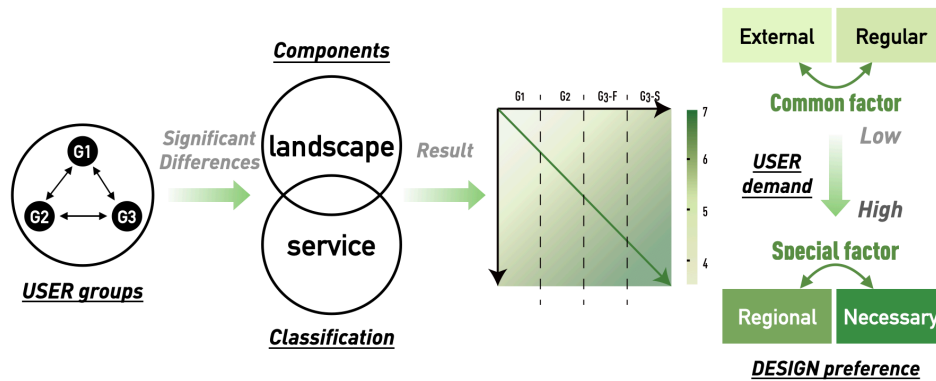 G1
G2
G3
USER groups
Significant
Differences
Components
landscape
service
Classification
Result
G1
G2
G3-F
G3-S
7
6
5
4
External
Regular
Common factor
Low
USER
demand
High
Special factor
Regional
Necessary
DESIGN preference